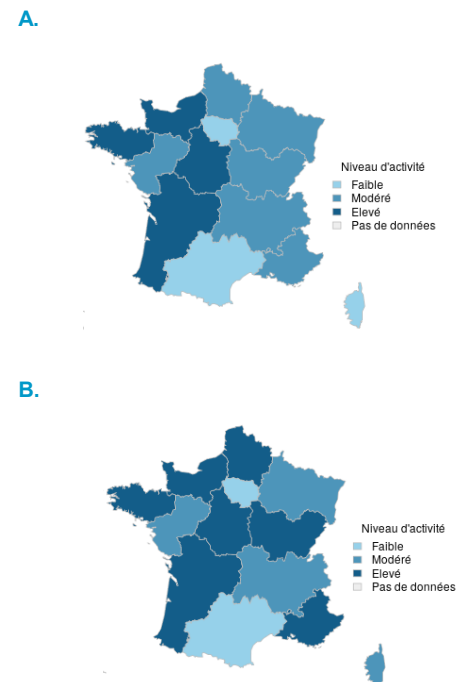 A.
Niveau d'activité
Faible
Modéré
Elevé
Pas de données
B.
Niveau d'activité
Faible
Modéré
Elevé
Pas de données